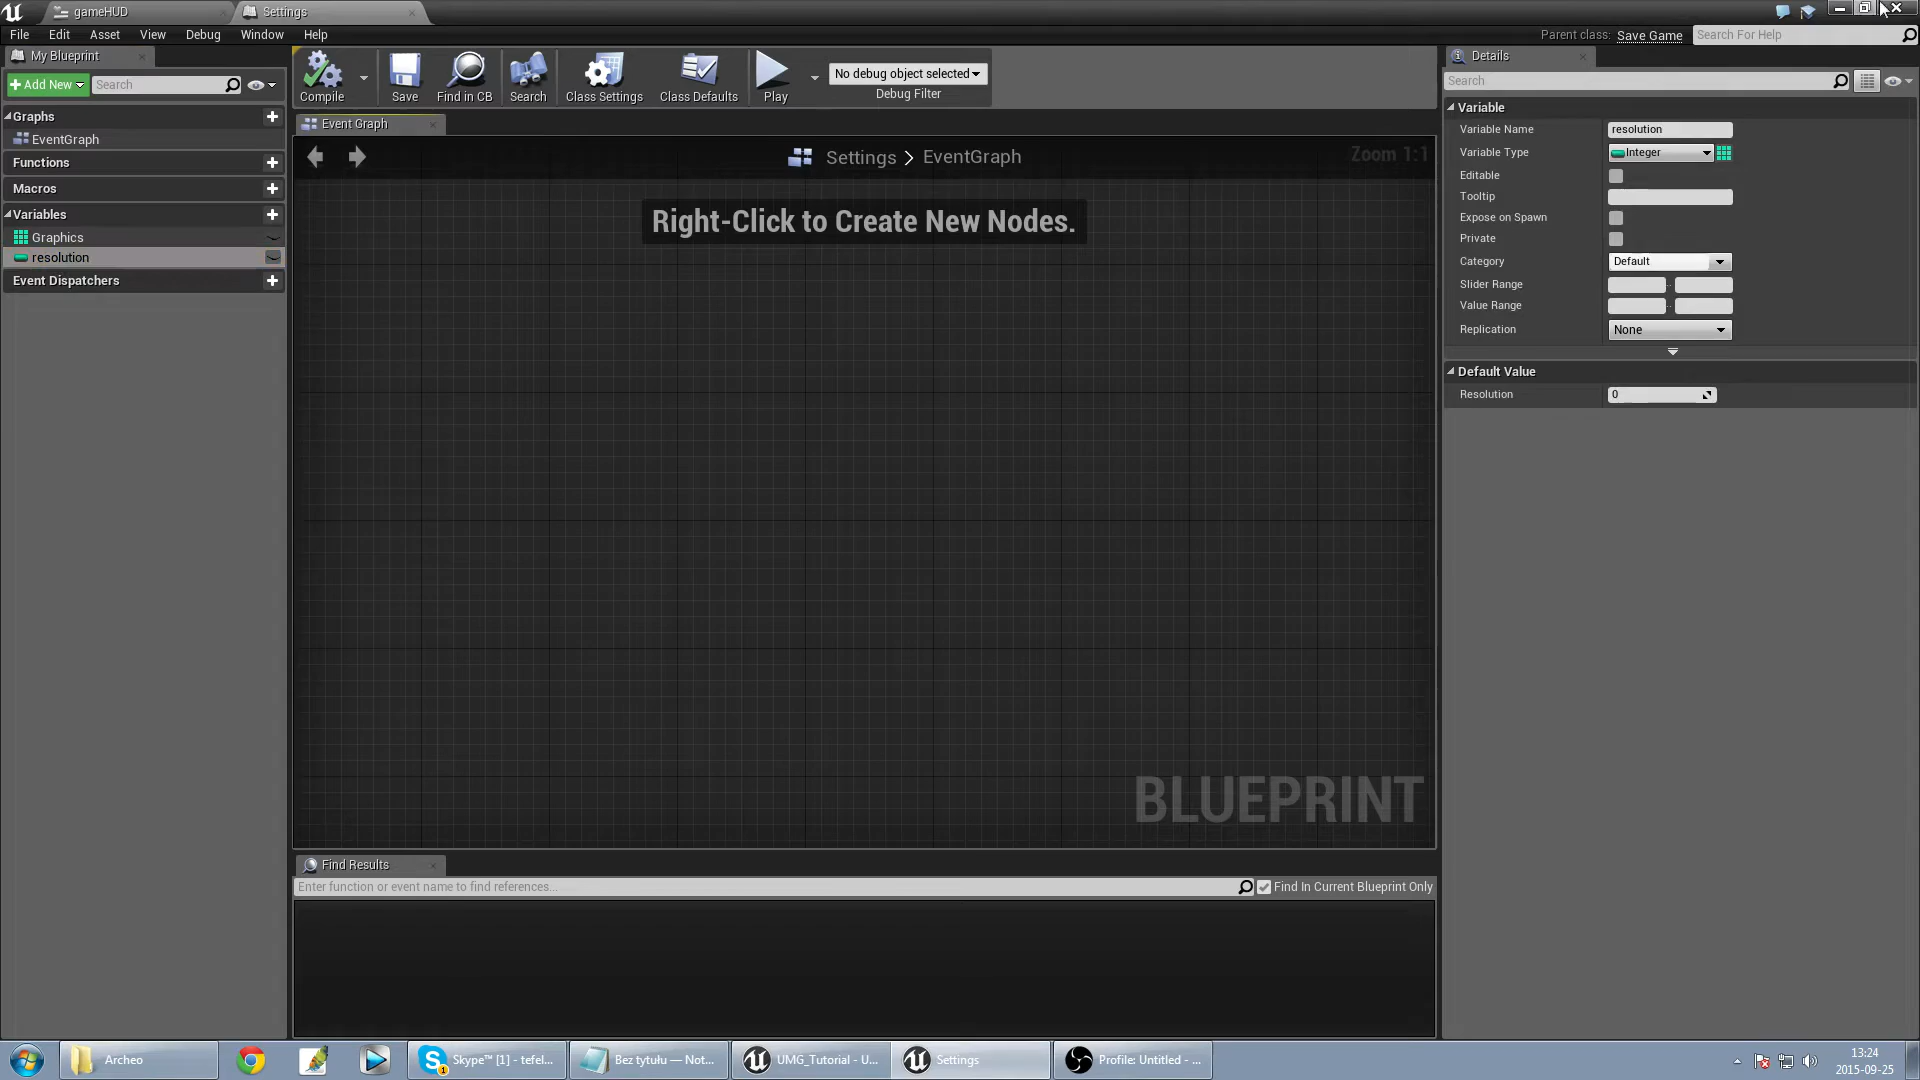 gameHUD
Settings
File Edit Asset View Debug Window Help
Parent class: Save Game Search For Help
My Blueprint
Details
Add New Search
Compile Save Find in CB Search Class Settings Class Defaults Play
No debug object selected
Debug Filter
Search
Graphs
EventGraph
Functions
Macros
Variables
Graphics
resolution
Event Dispatchers
Event Graph
Settings > EventGraph
Zoom 1:1
Right-Click to Create New Nodes.
BLUEPRINT
Variable
Variable Name resolution
Variable Type Integer
Editable
Tooltip
Expose on Spawn
Private
Category Default
Slider Range
Value Range
Replication None
Default Value
Resolution 0
Find Results
Enter function or event name to find references...
Find In Current Blueprint Only
Archeo
Skype™ [1] - tefel...
Bez tytułu — Not...
UMG_Tutorial - U...
Settings
Profile: Untitled - ...
13:24
2015-09-25